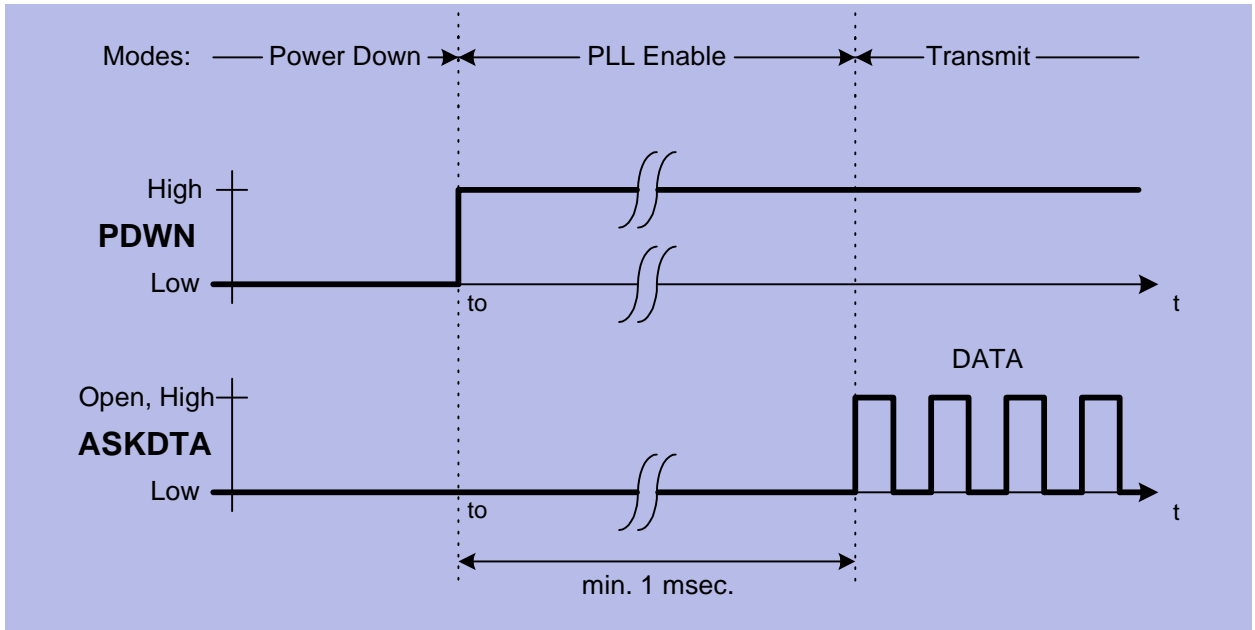 Modes: Power Down PLL Enable Transmit
High
PDWN
Low
to
t
DATA
Open, High
ASKDTA
Low
to
t
min. 1 msec.